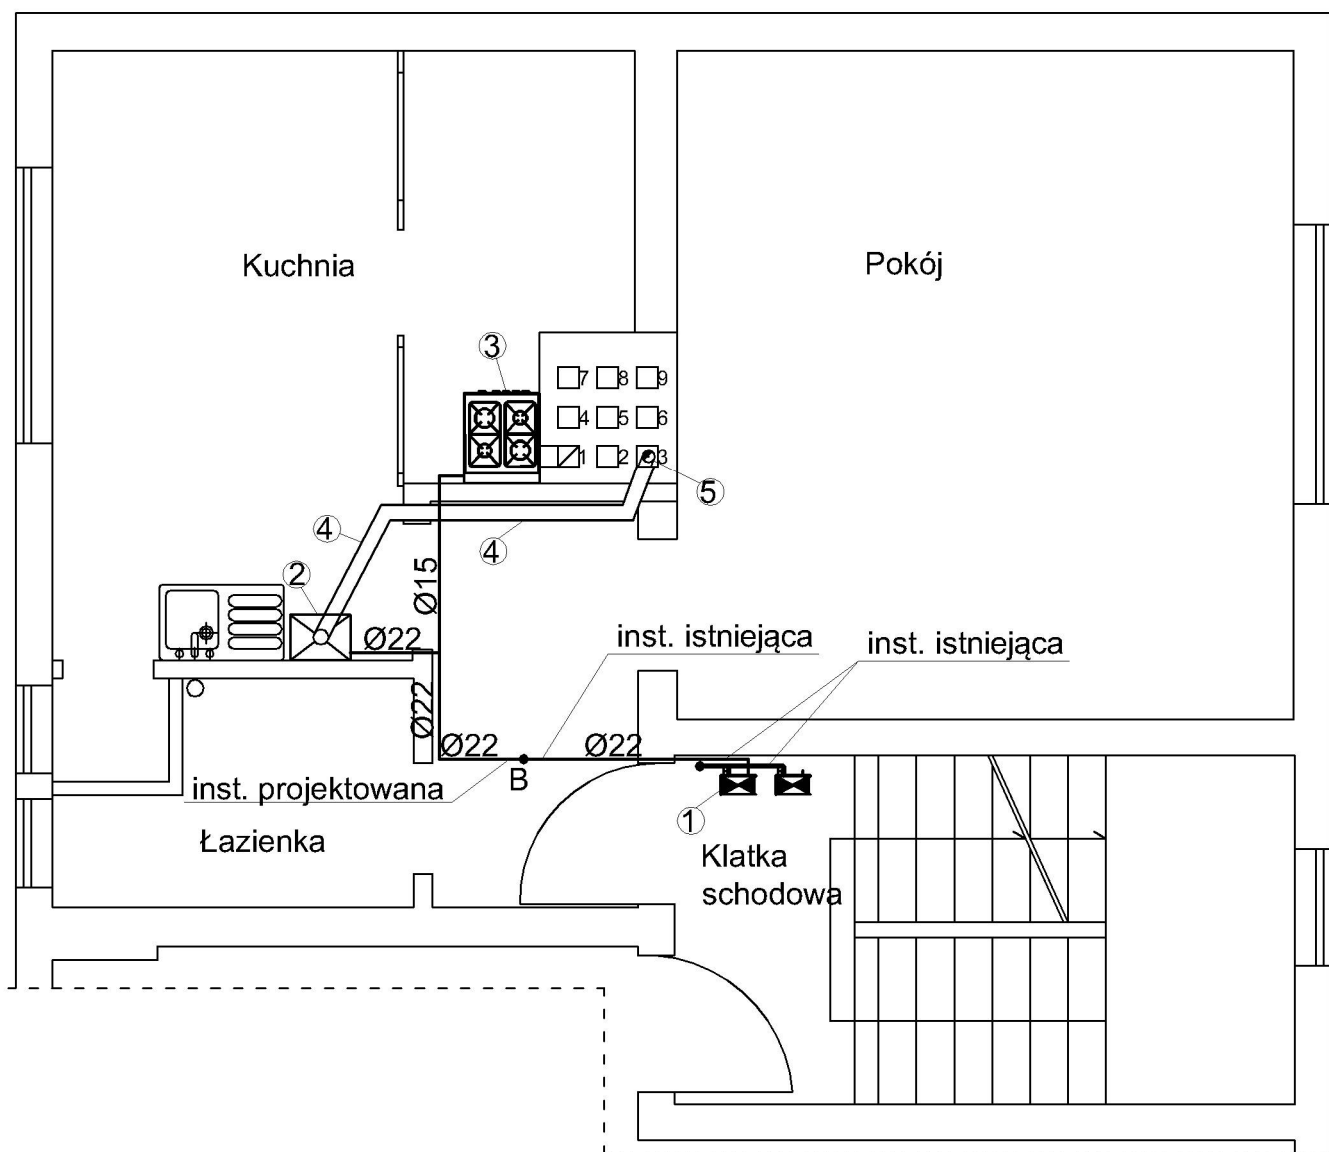 Kuchnia
Pokój
3
7 8 9
4 5 6
1 2 3
5
4
4
2
Ø15
Ø22
inst. istniejąca
inst. istniejąca
Ø22
Ø22
Ø22
B
inst. projektowana
1
Łazienka
Klatka
schodowa